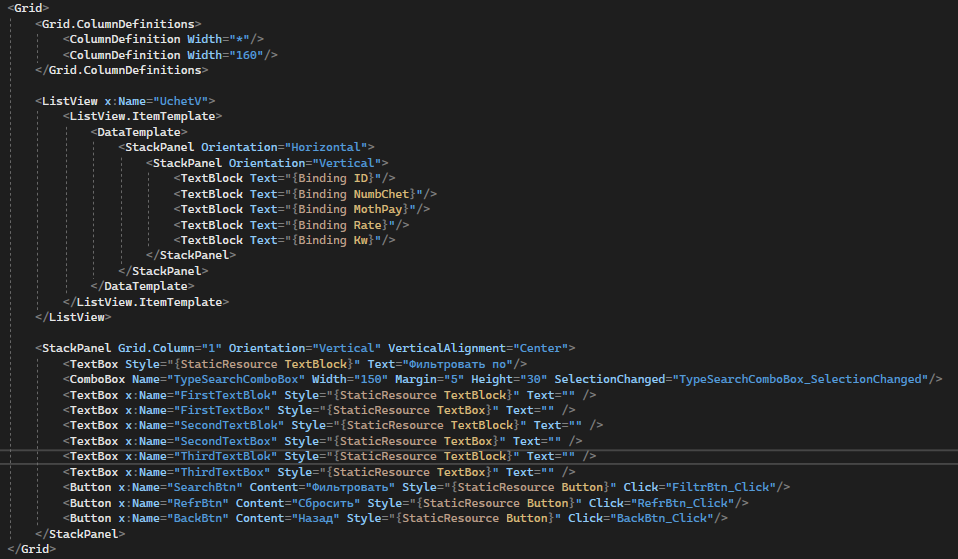 <Grid>
<Grid.ColumnDefinitions>
<ColumnDefinition Width="*"/>
<ColumnDefinition Width="160"/>
</Grid.ColumnDefinitions>
<ListView x:Name="UchetV">
<ListView.ItemTemplate>
<DataTemplate>
<StackPanel Orientation="Horizontal">
<StackPanel Orientation="Vertical">
<TextBlock Text="{Binding ID}"/>
<TextBlock Text="{Binding NumbChet}"/>
<TextBlock Text="{Binding MothPay}"/>
<TextBlock Text="{Binding Rate}"/>
<TextBlock Text="{Binding Kw}"/>
</StackPanel>
</StackPanel>
</DataTemplate>
</ListView.ItemTemplate>
</ListView>
<StackPanel Grid.Column="1" Orientation="Vertical" VerticalAlignment="Center">
<TextBox Style="{StaticResource TextBlock}" Text="Фильтровать по"/>
<ComboBox Name="TypeSearchComboBox" Width="150" Margin="5" Height="30" SelectionChanged="TypeSearchComboBox_SelectionChanged"/>
<TextBox x:Name="FirstTextBlok" Style="{StaticResource TextBlock}" Text="" />
<TextBox x:Name="FirstTextBox" Style="{StaticResource TextBox}" Text="" />
<TextBox x:Name="SecondTextBlok" Style="{StaticResource TextBlock}" Text="" />
<TextBox x:Name="SecondTextBox" Style="{StaticResource TextBox}" Text="" />
<TextBox x:Name="ThirdTextBlok" Style="{StaticResource TextBlock}" Text="" />
<TextBox x:Name="ThirdTextBox" Style="{StaticResource TextBox}" Text="" />
<Button x:Name="SearchBtn" Content="Фильтровать" Style="{StaticResource Button}" Click="FiltrBtn_Click"/>
<Button x:Name="RefrBtn" Content="Сбросить" Style="{StaticResource Button}" Click="RefrBtn_Click"/>
<Button x:Name="BackBtn" Content="Назад" Style="{StaticResource Button}" Click="BackBtn_Click"/>
</StackPanel>
</Grid>